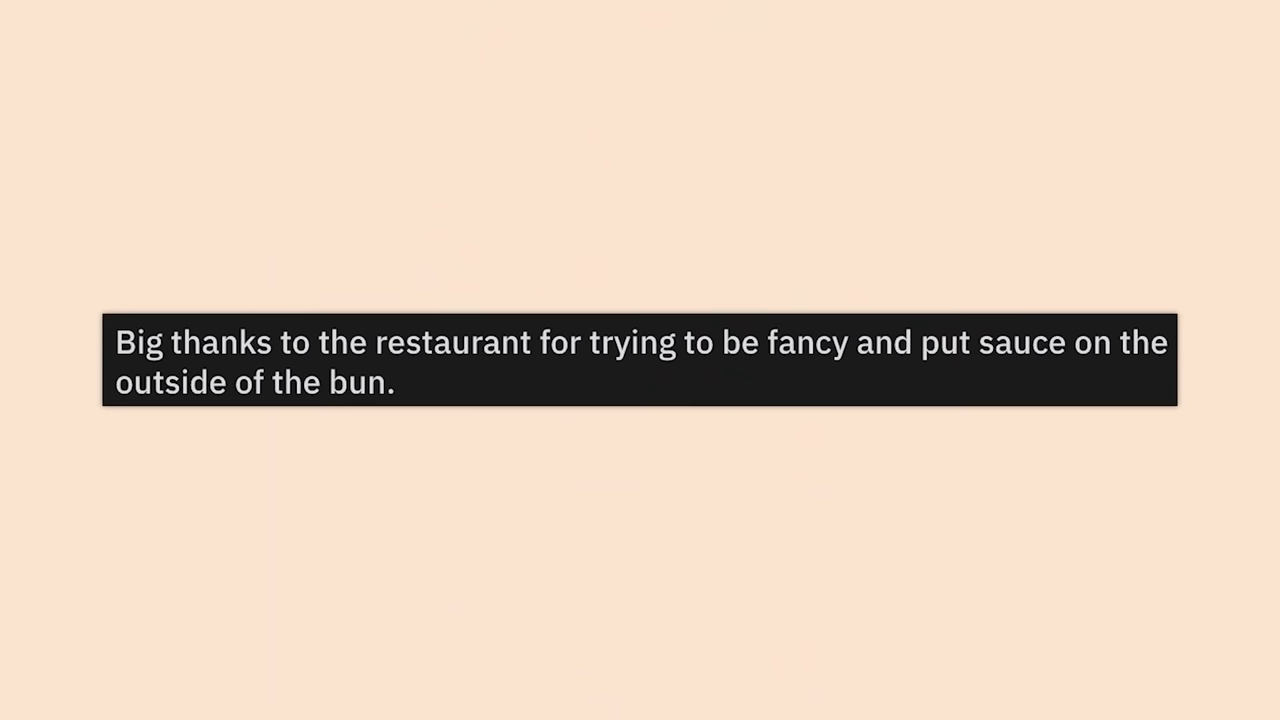 Big thanks to the restaurant for trying to be fancy and put sauce on the
outside of the bun.